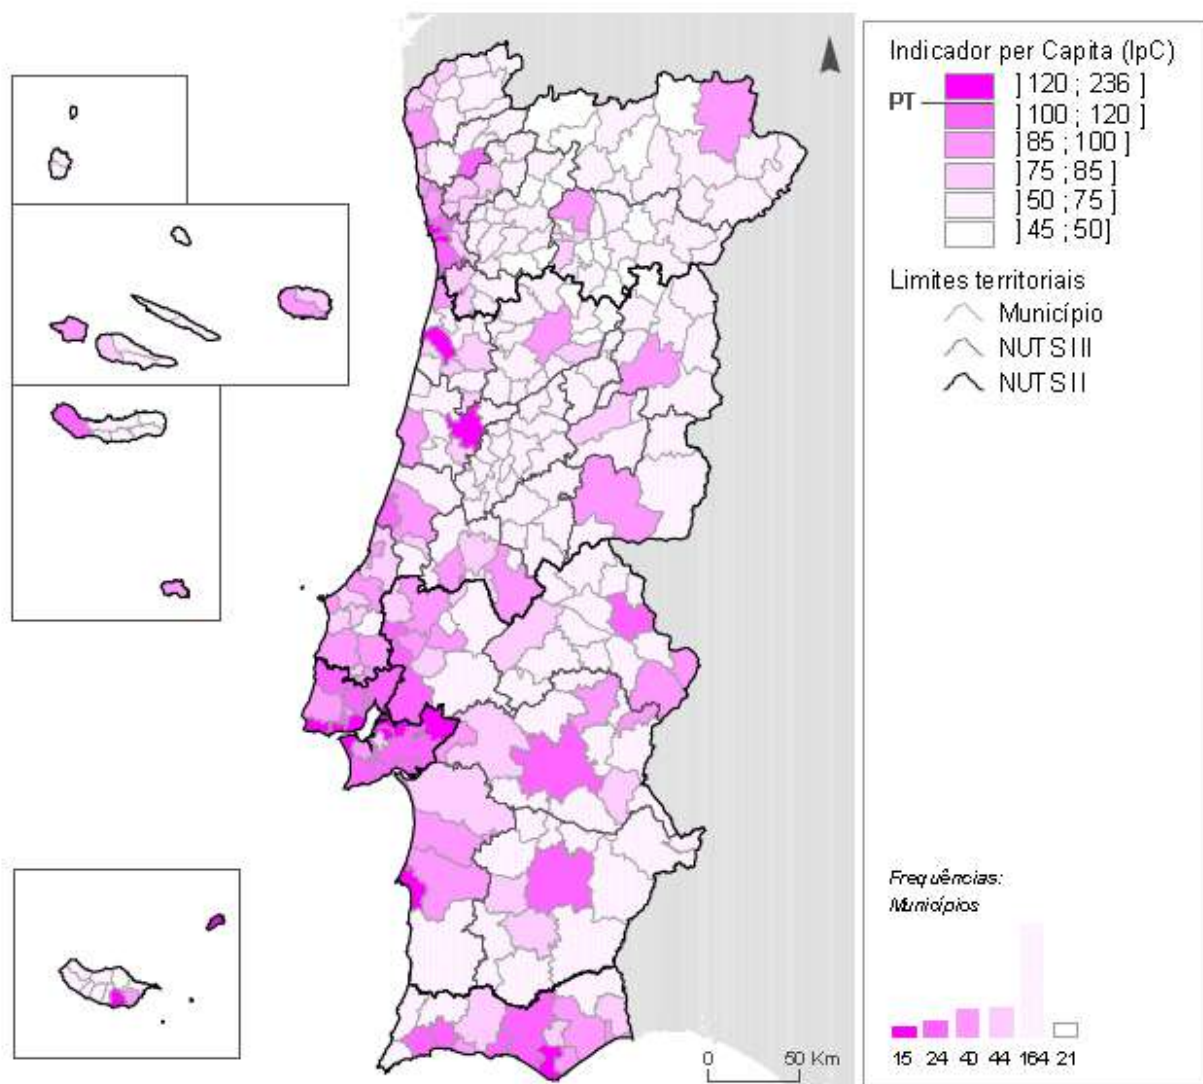 Indicador per Capita (IpC)
] 120 ; 236 ]
PT
] 100 ; 120 ]
] 85 ; 100 ]
] 75 ; 85 ]
] 50 ; 75 ]
] 45 ; 50]
Limites territoriais
Município
NUTS III
NUTS II
Frequências:
Municípios
15 24 40 44 164 21
0 50 Km